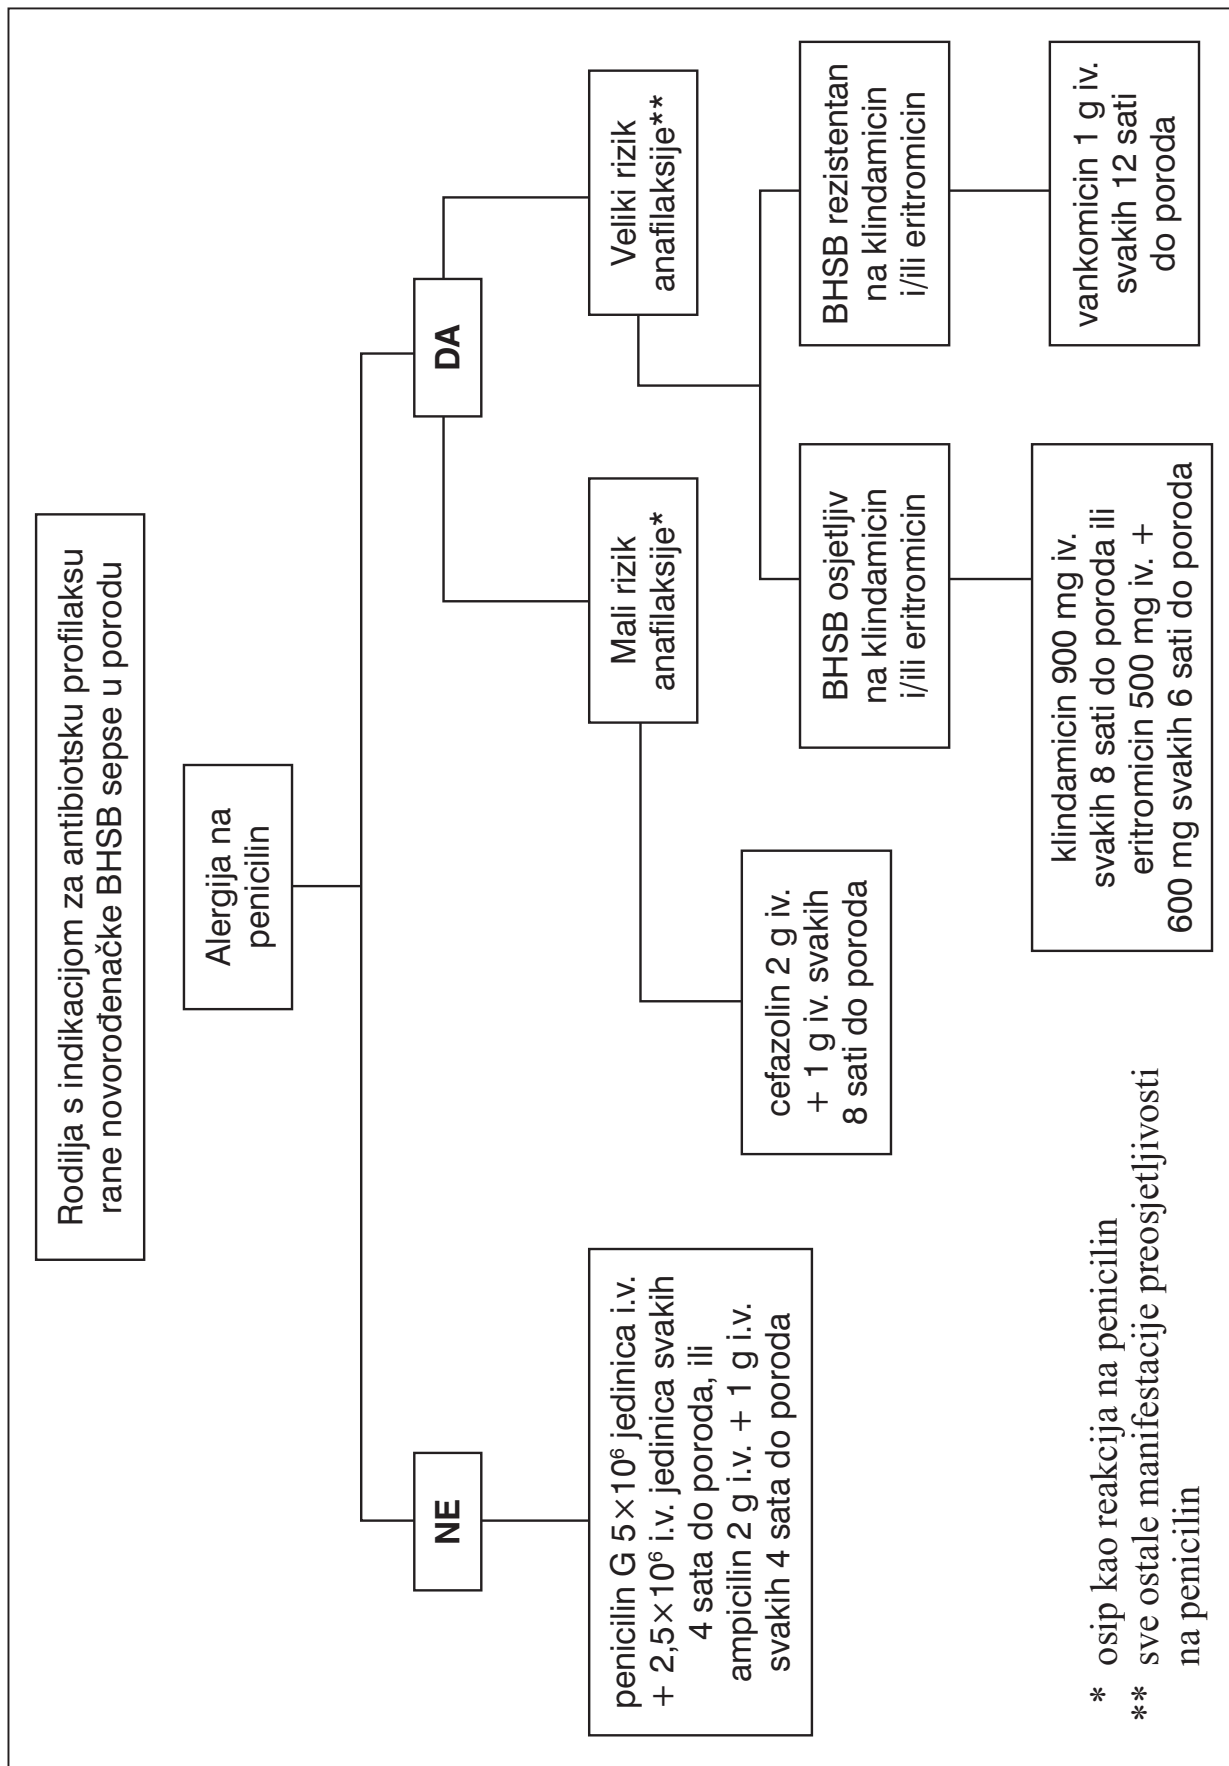 Rodilja s indikacijom za antibiotsku profilaksu
rane novorođenačke BHSB sepse u porodu
Alergija na
penicilin
NE
DA
penicilin G 5×10⁶ jedinica i.v.
+ 2,5×10⁶ i.v. jedinica svakih
4 sata do poroda, ili
ampicilin 2 g i.v. + 1 g i.v.
svakih 4 sata do poroda
Mali rizik
anafilaksije*
Veliki rizik
anafilaksije**
cefazolin 2 g iv.
+ 1 g iv. svakih
8 sati do poroda
BHSB osjetljiv
na klindamicin
i/ili eritromicin
BHSB rezistentan
na klindamicin
i/ili eritromicin
klindamicin 900 mg iv.
svakih 8 sati do poroda ili
eritromicin 500 mg iv. +
600 mg svakih 6 sati do poroda
vankomicin 1 g iv.
svakih 12 sati
do poroda
* osip kao reakcija na penicilin
** sve ostale manifestacije preosjetljivosti
na penicilin